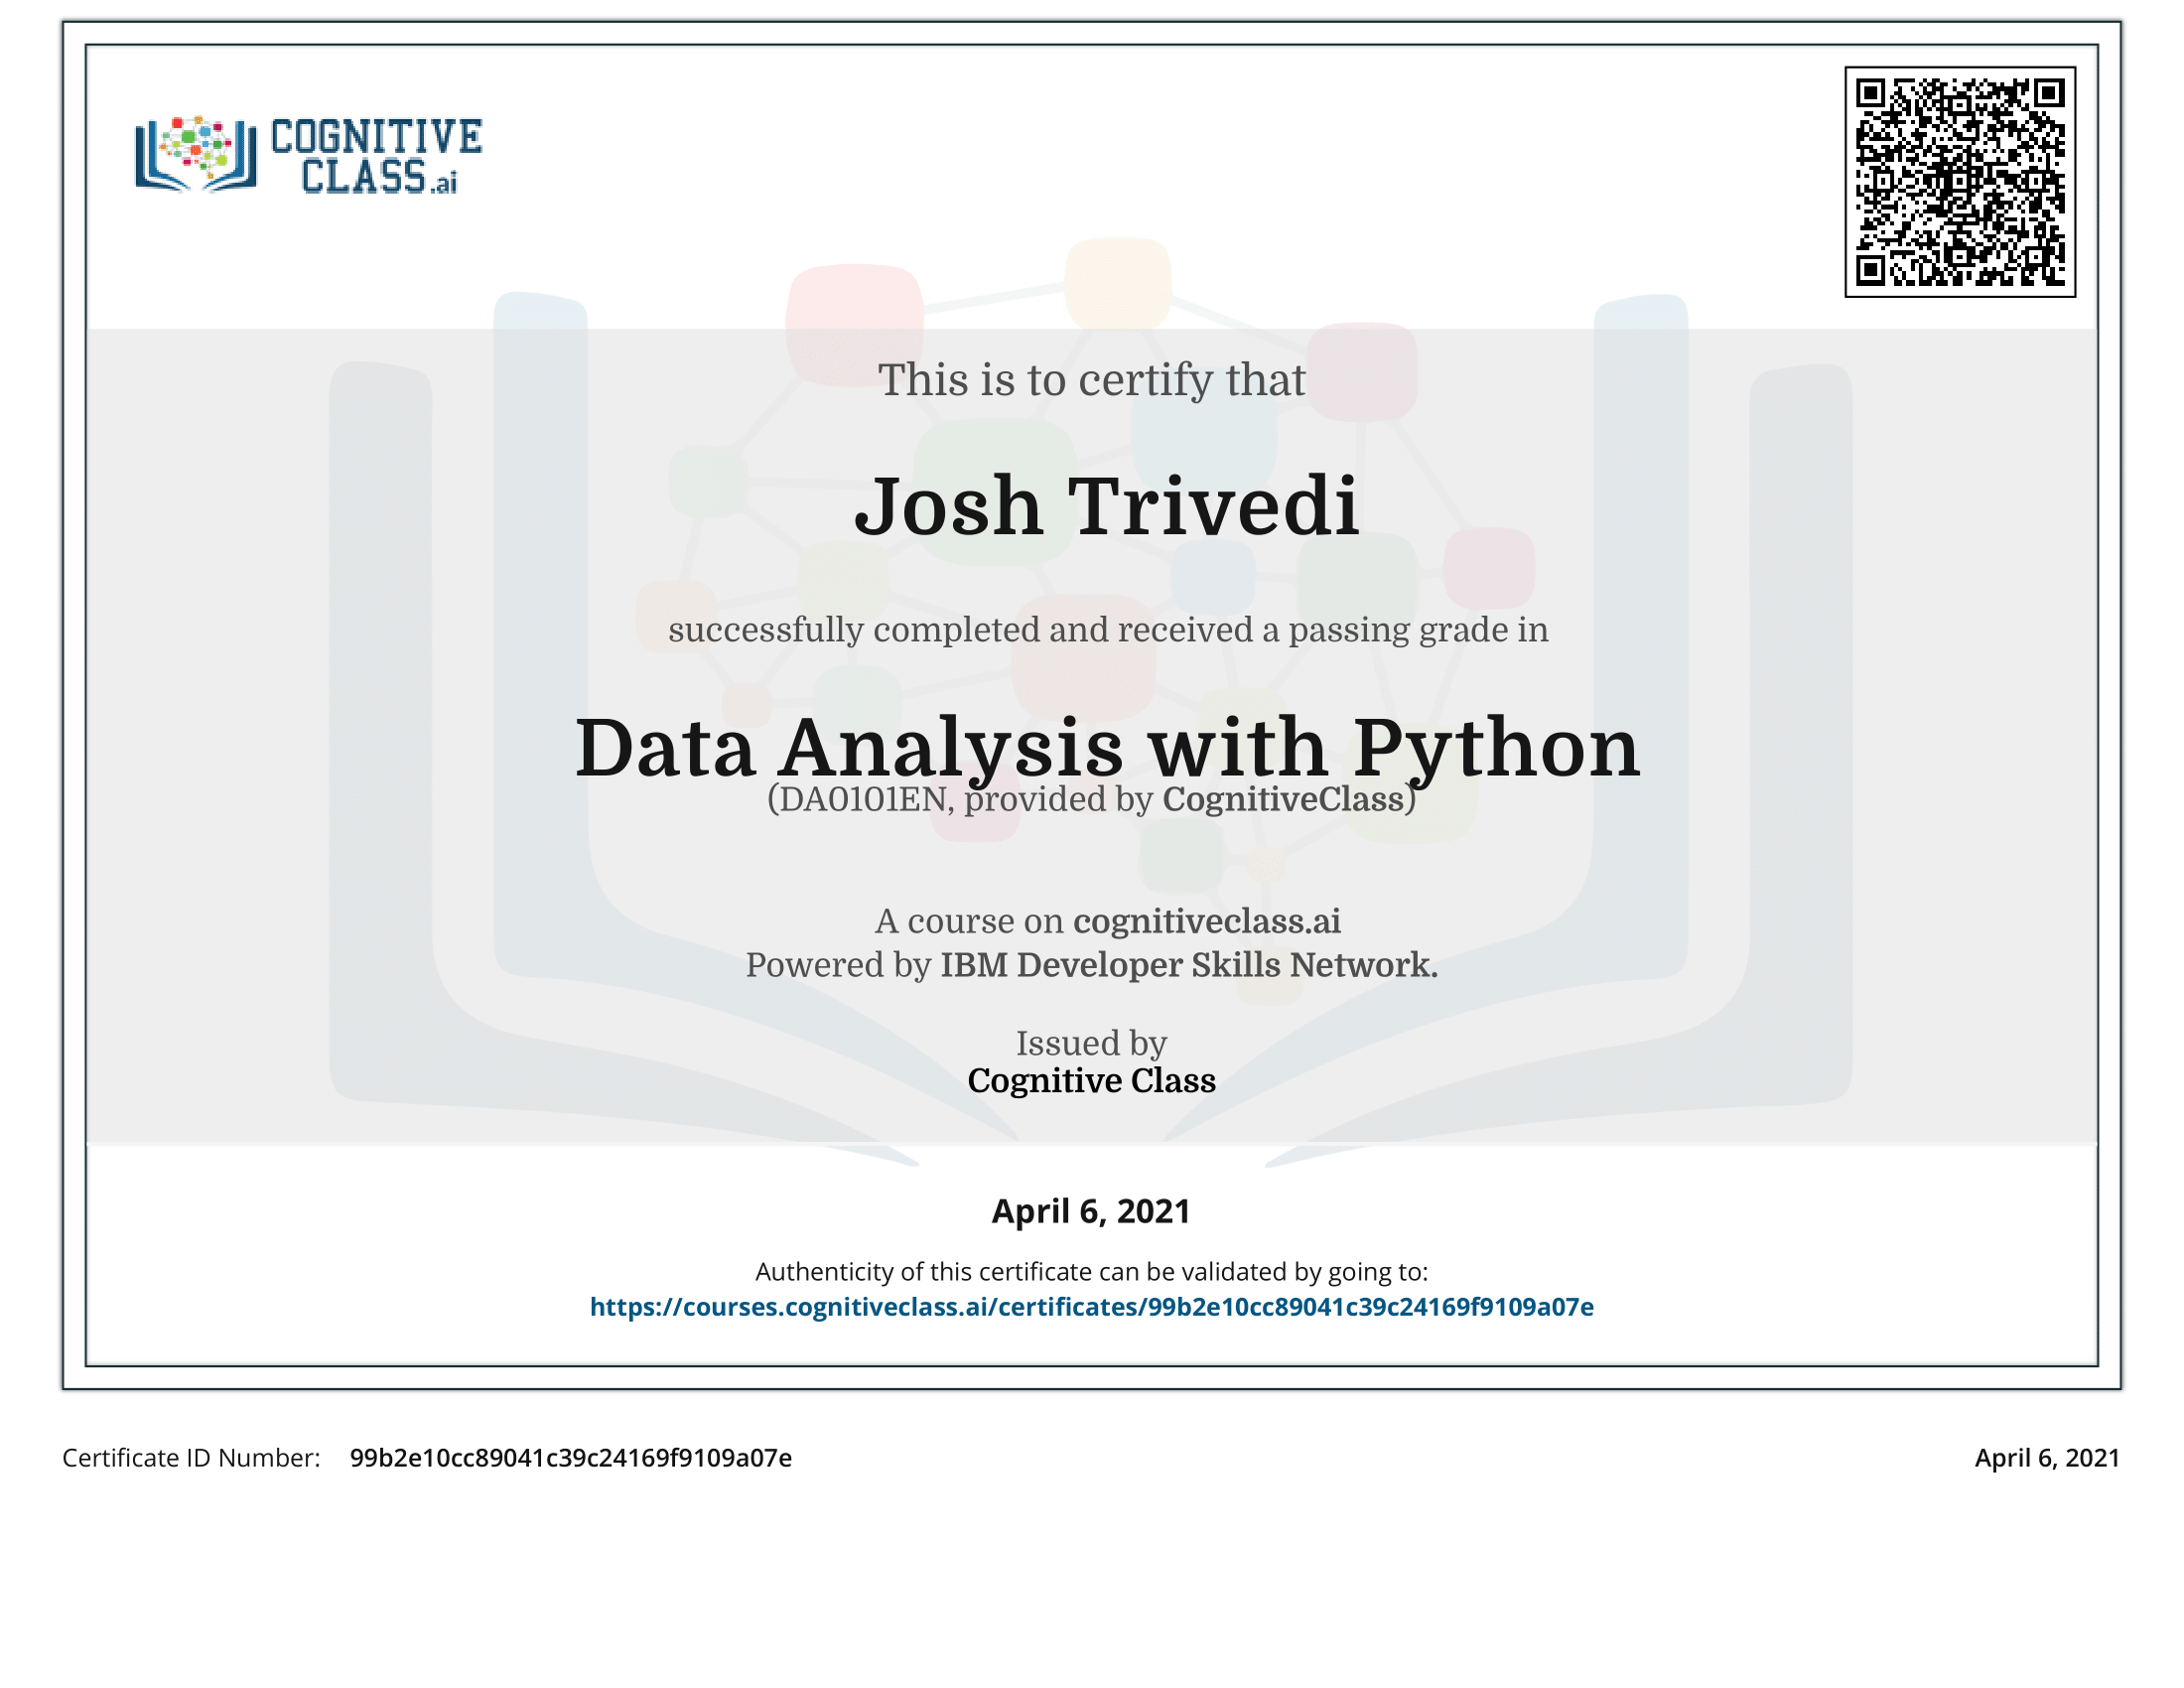 COGNITIVE
CLASS.ai
This is to certify that
Josh Trivedi
successfully completed and received a passing grade in
Data Analysis with Python
(DA0101EN, provided by CognitiveClass)
A course on cognitiveclass.ai
Powered by IBM Developer Skills Network.
Issued by
Cognitive Class
April 6, 2021
Authenticity of this certificate can be validated by going to:
https://courses.cognitiveclass.ai/certificates/99b2e10cc89041c39c24169f9109a07e
Certificate ID Number: 99b2e10cc89041c39c24169f9109a07e
April 6, 2021